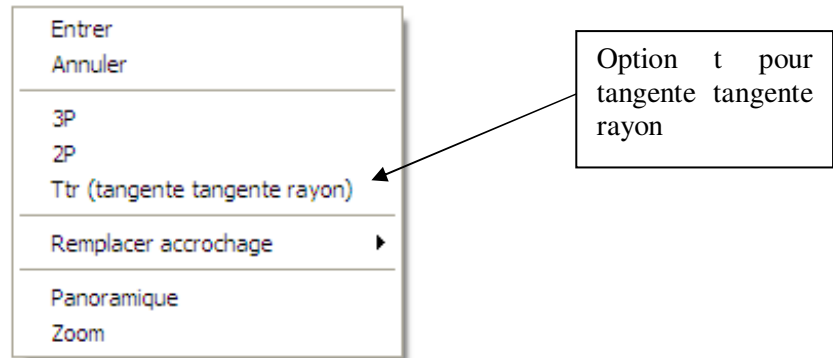 Entrer
Annuler
3P
2P
Ttr (tangente tangente rayon)
Remplacer accrochage
Panoramique
Zoom
Option t pour
tangente tangente
rayon